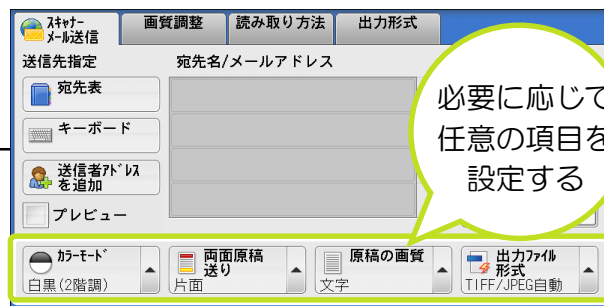 スキャナー
メール送信
画質調整
読み取り方法
出力形式
送信先指定
宛先名/メールアドレス
宛先表
キーボード
送信者アドレス
を追加
プレビュー
必要に応じて
任意の項目を
設定する
カラーモード
白黒(2階調)
両面原稿
送り
片面
原稿の画質
文字
出力ファイル
形式
TIFF/JPEG自動